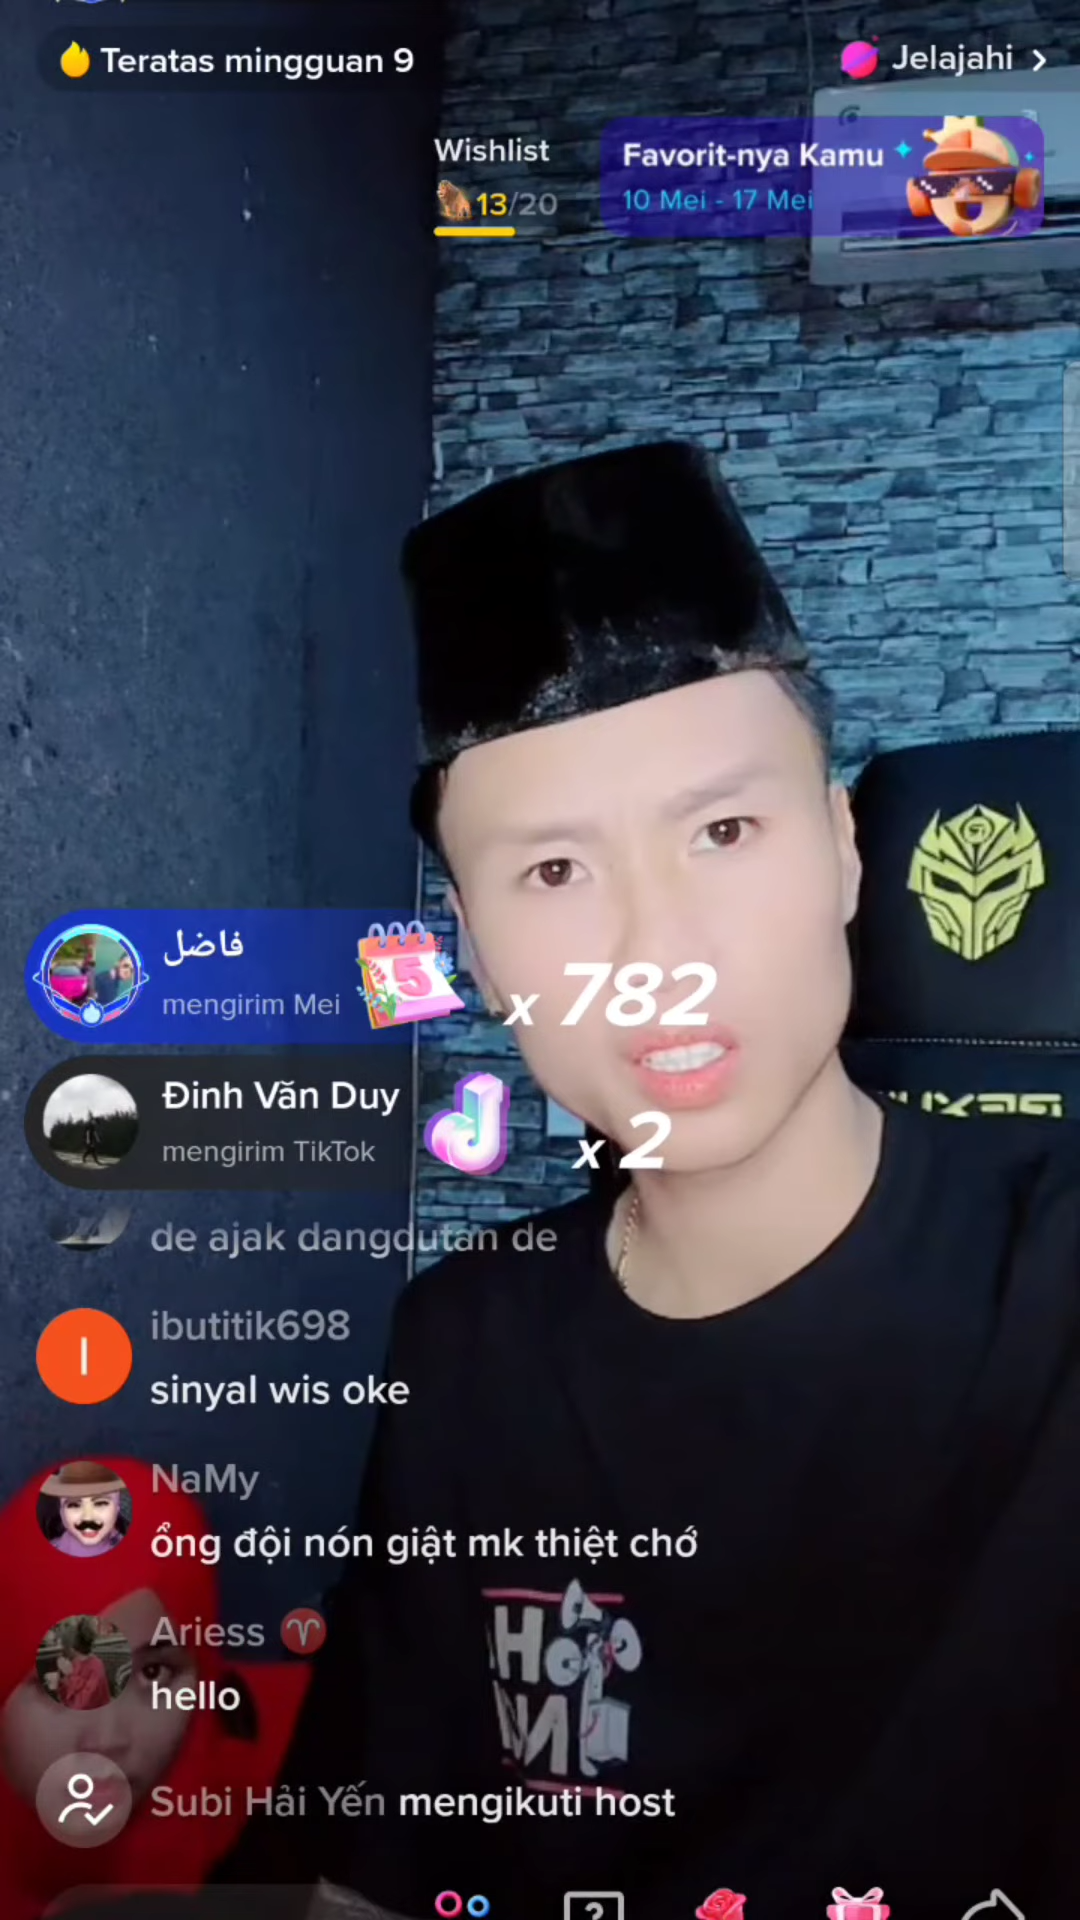 Teratas mingguan 9
Jelajahi
Wishlist
13/20
Favorit-nya Kamu
10 Mei - 17 Mei
فاضل
mengirim Mei
5
x 782
Đinh Văn Duy
mengirim TikTok
x 2
de ajak dangdutan de
ibutitik698
I
sinyal wis oke
NaMy
ổng đội nón giật mk thiệt chớ
Ariess
hello
Subi Hải Yến mengikuti host
?